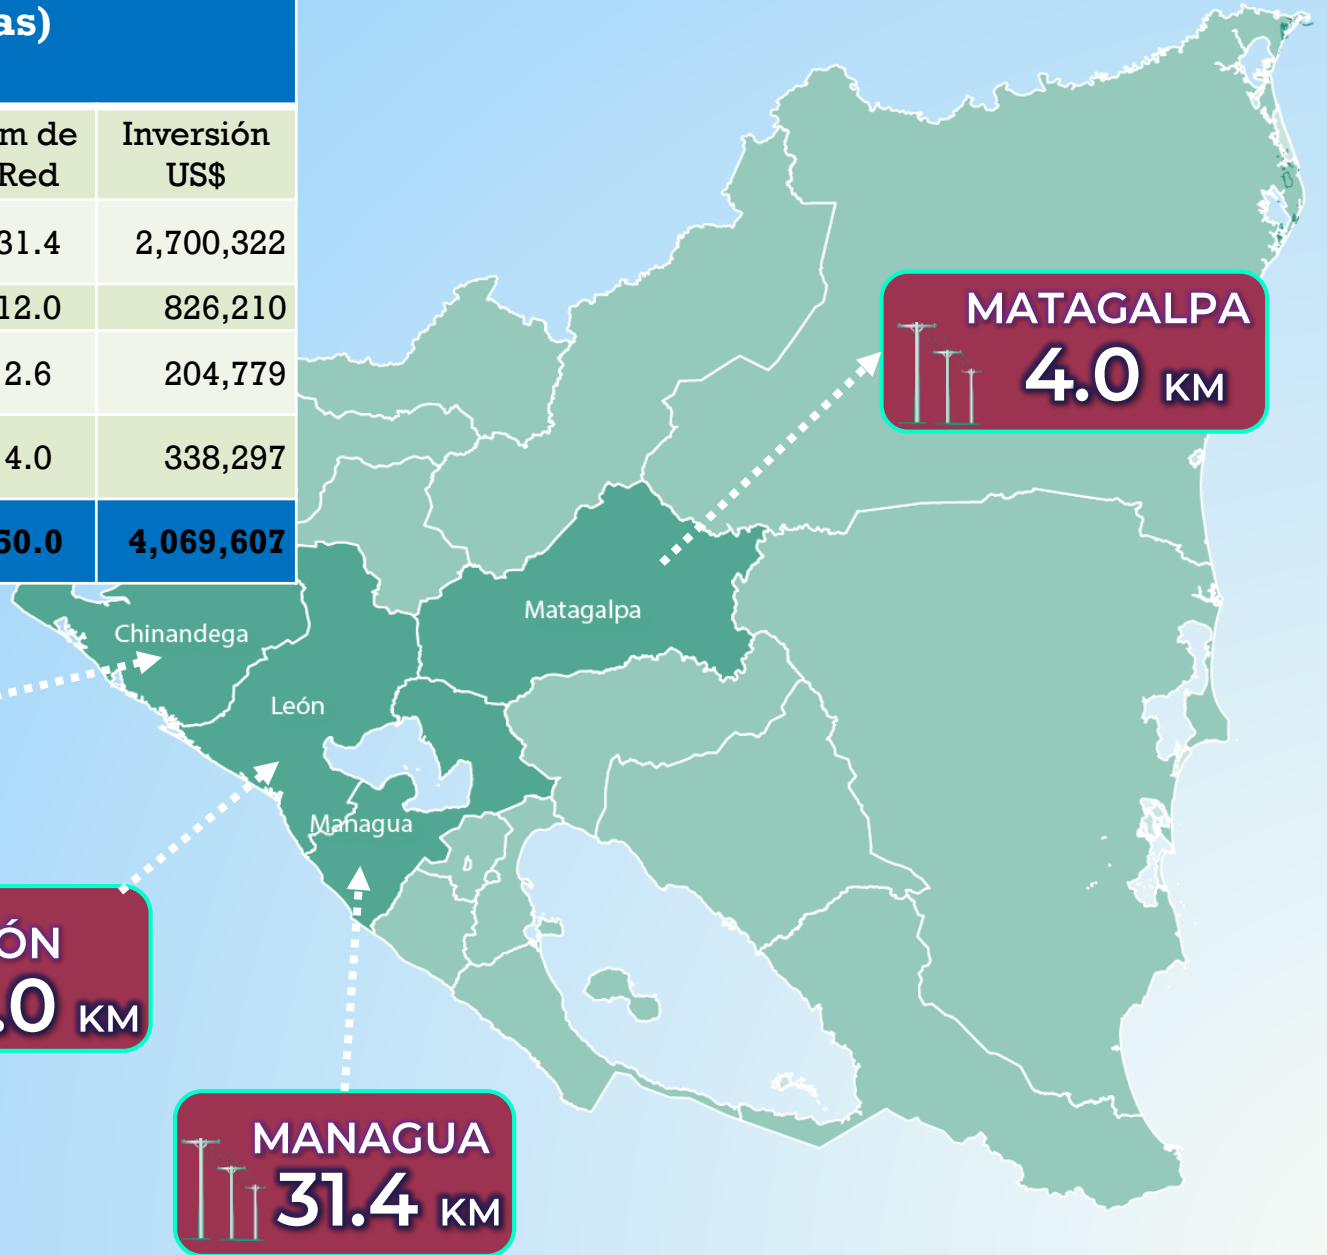 as)
m de Inversión
Red US$
31.4 2,700,322
12.0 826,210
2.6 204,779
4.0 338,297
50.0 4,069,607
MATAGALPA
4.0 KM
Matagalpa
Chinandega
León
Managua
ÓN
.0 KM
MANAGUA
31.4 KM